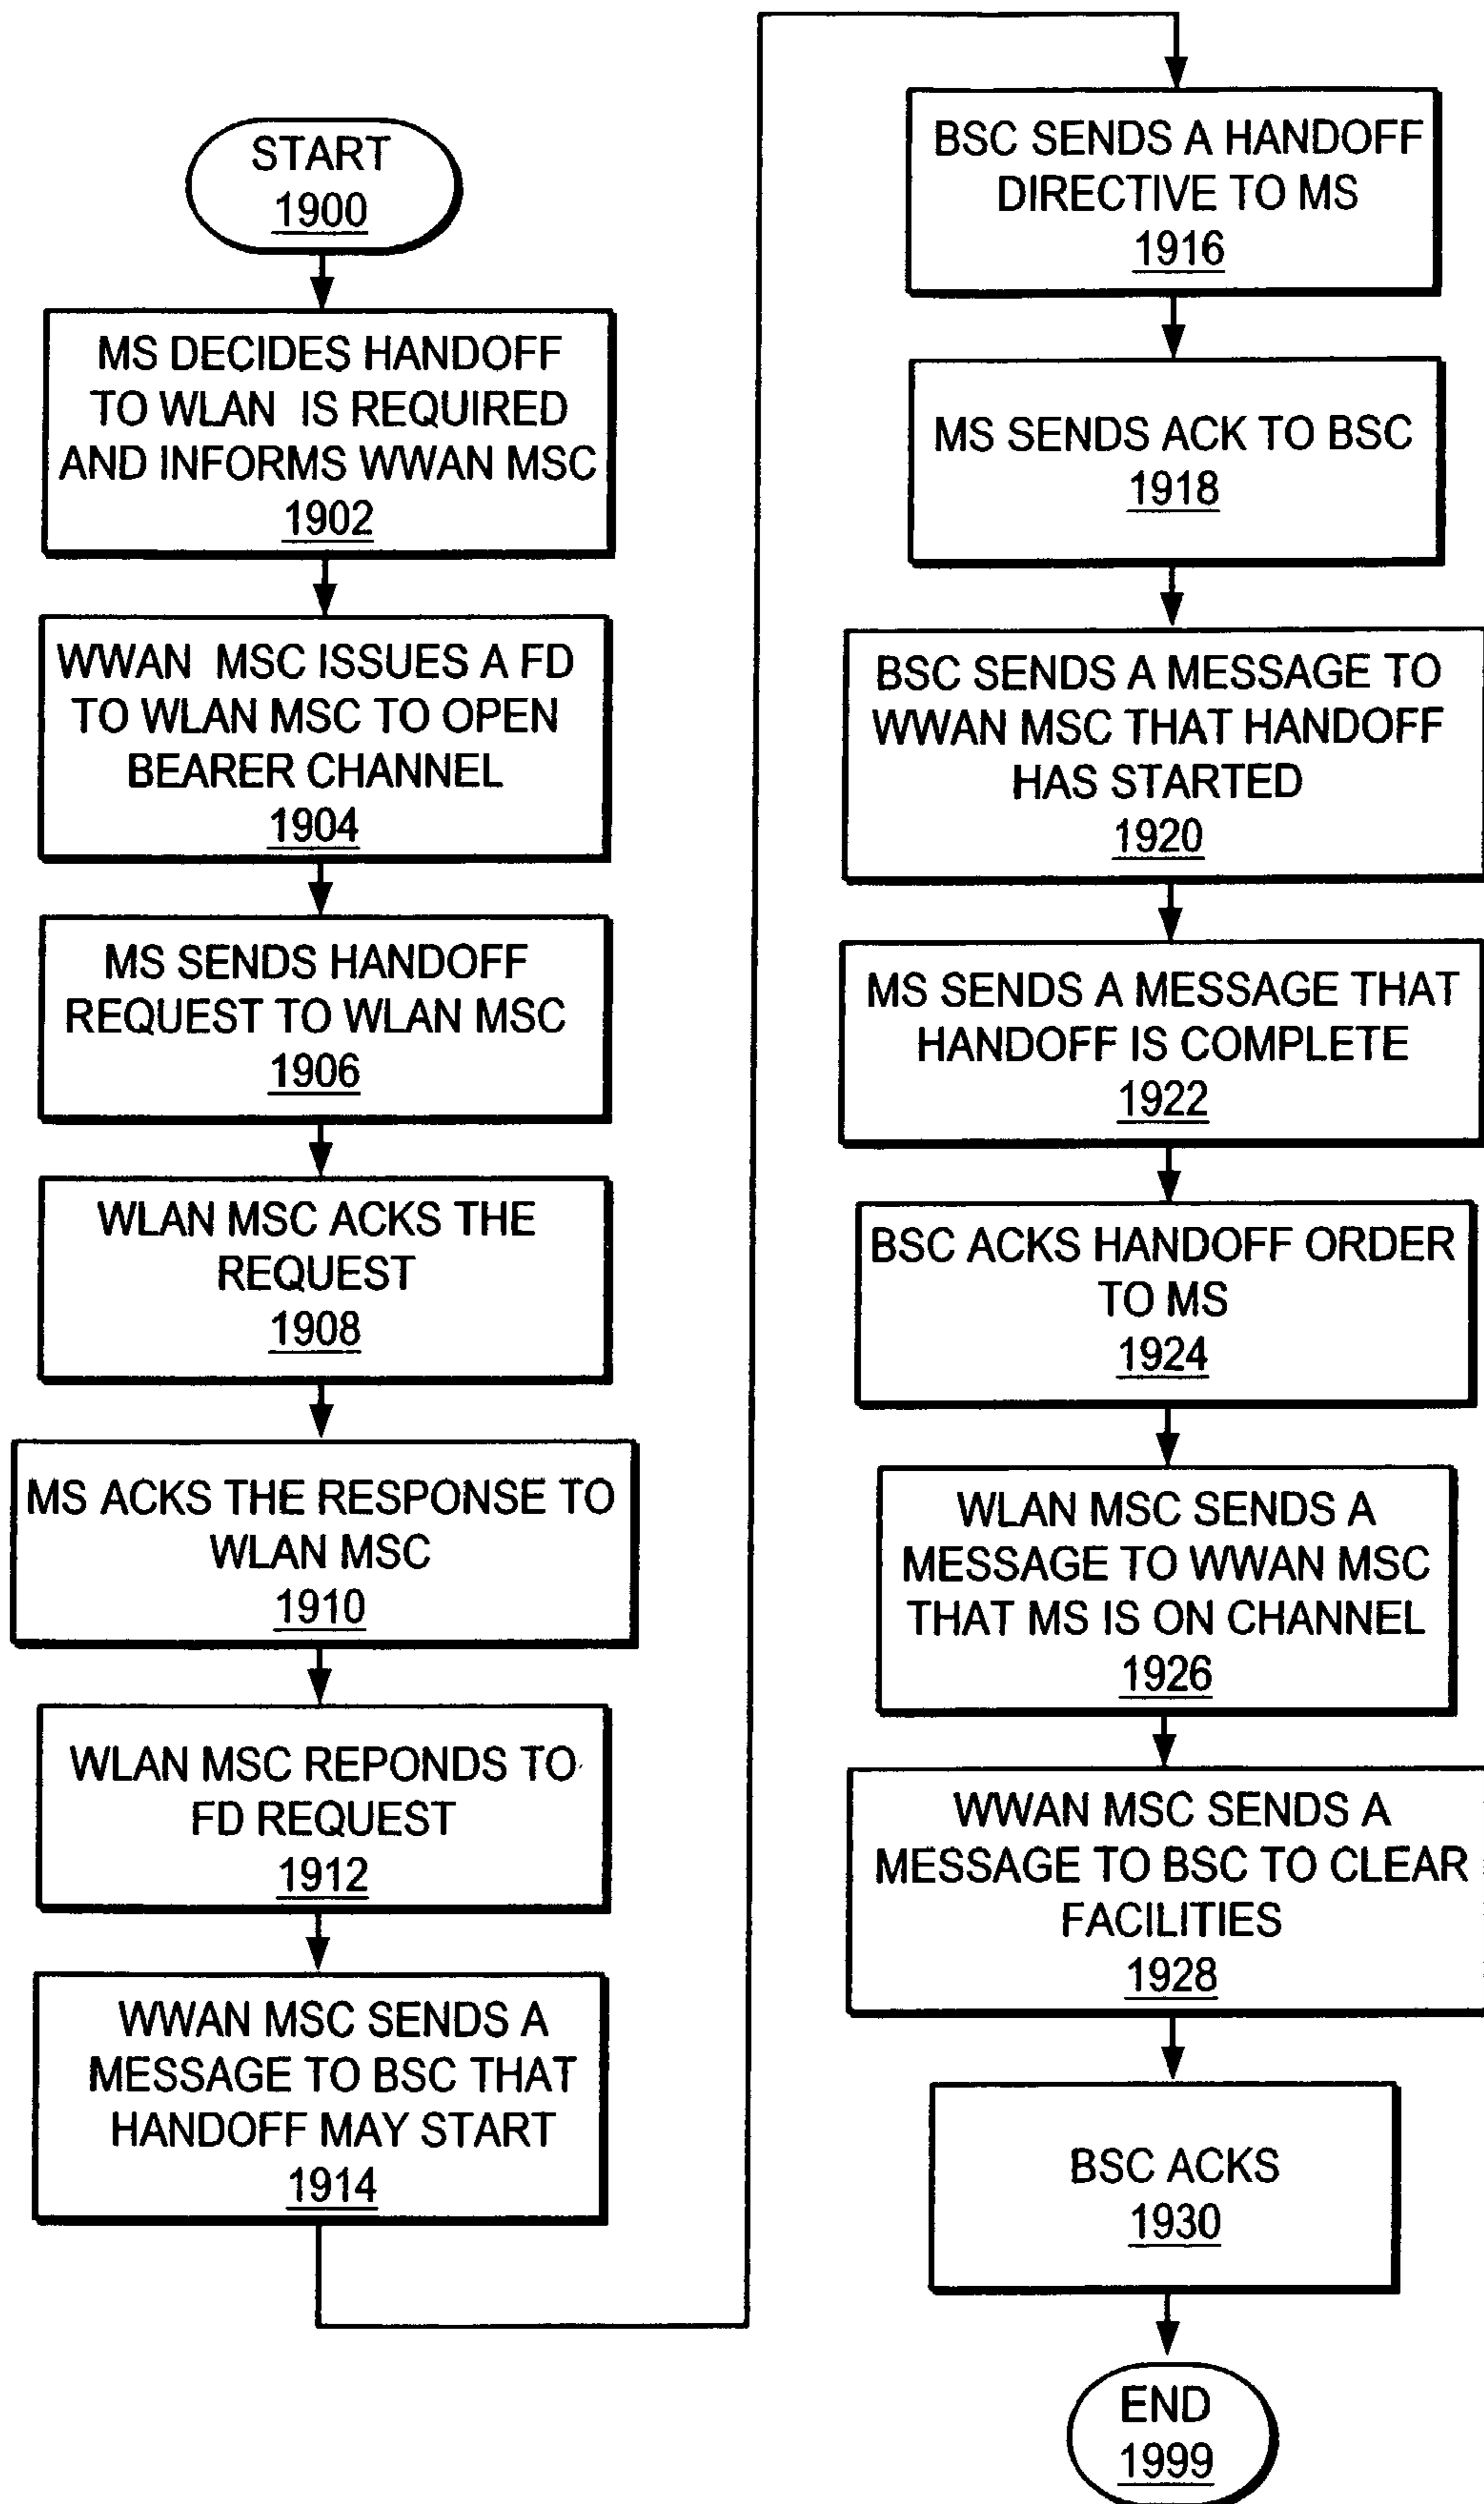 START
1900
MS DECIDES HANDOFF
TO WLAN IS REQUIRED
AND INFORMS WWAN MSC
1902
WWAN MSC ISSUES A FD
TO WLAN MSC TO OPEN
BEARER CHANNEL
1904
MS SENDS HANDOFF
REQUEST TO WLAN MSC
1906
WLAN MSC ACKS THE
REQUEST
1908
MS ACKS THE RESPONSE TO
WLAN MSC
1910
WLAN MSC REPONDS TO
FD REQUEST
1912
WWAN MSC SENDS A
MESSAGE TO BSC THAT
HANDOFF MAY START
1914
BSC SENDS A HANDOFF
DIRECTIVE TO MS
1916
MS SENDS ACK TO BSC
1918
BSC SENDS A MESSAGE TO
WWAN MSC THAT HANDOFF
HAS STARTED
1920
MS SENDS A MESSAGE THAT
HANDOFF IS COMPLETE
1922
BSC ACKS HANDOFF ORDER
TO MS
1924
WLAN MSC SENDS A
MESSAGE TO WWAN MSC
THAT MS IS ON CHANNEL
1926
WWAN MSC SENDS A
MESSAGE TO BSC TO CLEAR
FACILITIES
1928
BSC ACKS
1930
END
1999